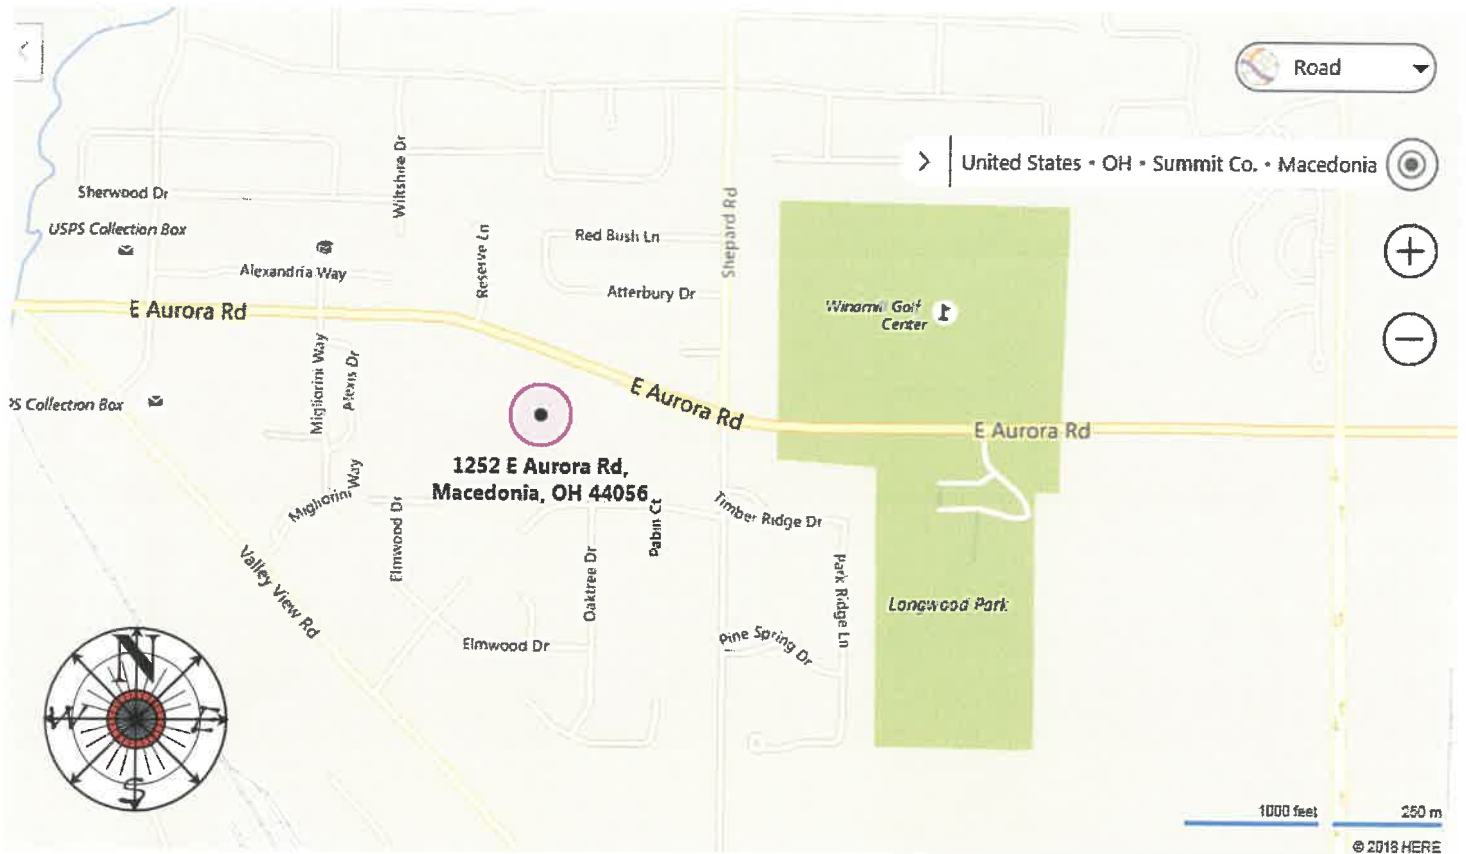 Road
United States • OH • Summit Co. • Macedonia
Wiltshire Dr
Sherwood Dr
USPS Collection Box
Shepard Rd
Reserve Ln
Red Bush Ln
Alexandria Way
Atterbury Dr
E Aurora Rd
Windmill Golf
Center
Migliorini Way
Alexis Dr
PS Collection Box
E Aurora Rd
E Aurora Rd
1252 E Aurora Rd,
Macedonia, OH 44056
Migliorini Way
Elmwood Dr
Pabin Ct
Timber Ridge Dr
Valley View Rd
Oaktree Dr
Park Ridge Ln
Longwood Park
Elmwood Dr
Pine Spring Dr
N
W
E
S
1000 feet
250 m
© 2018 HERE